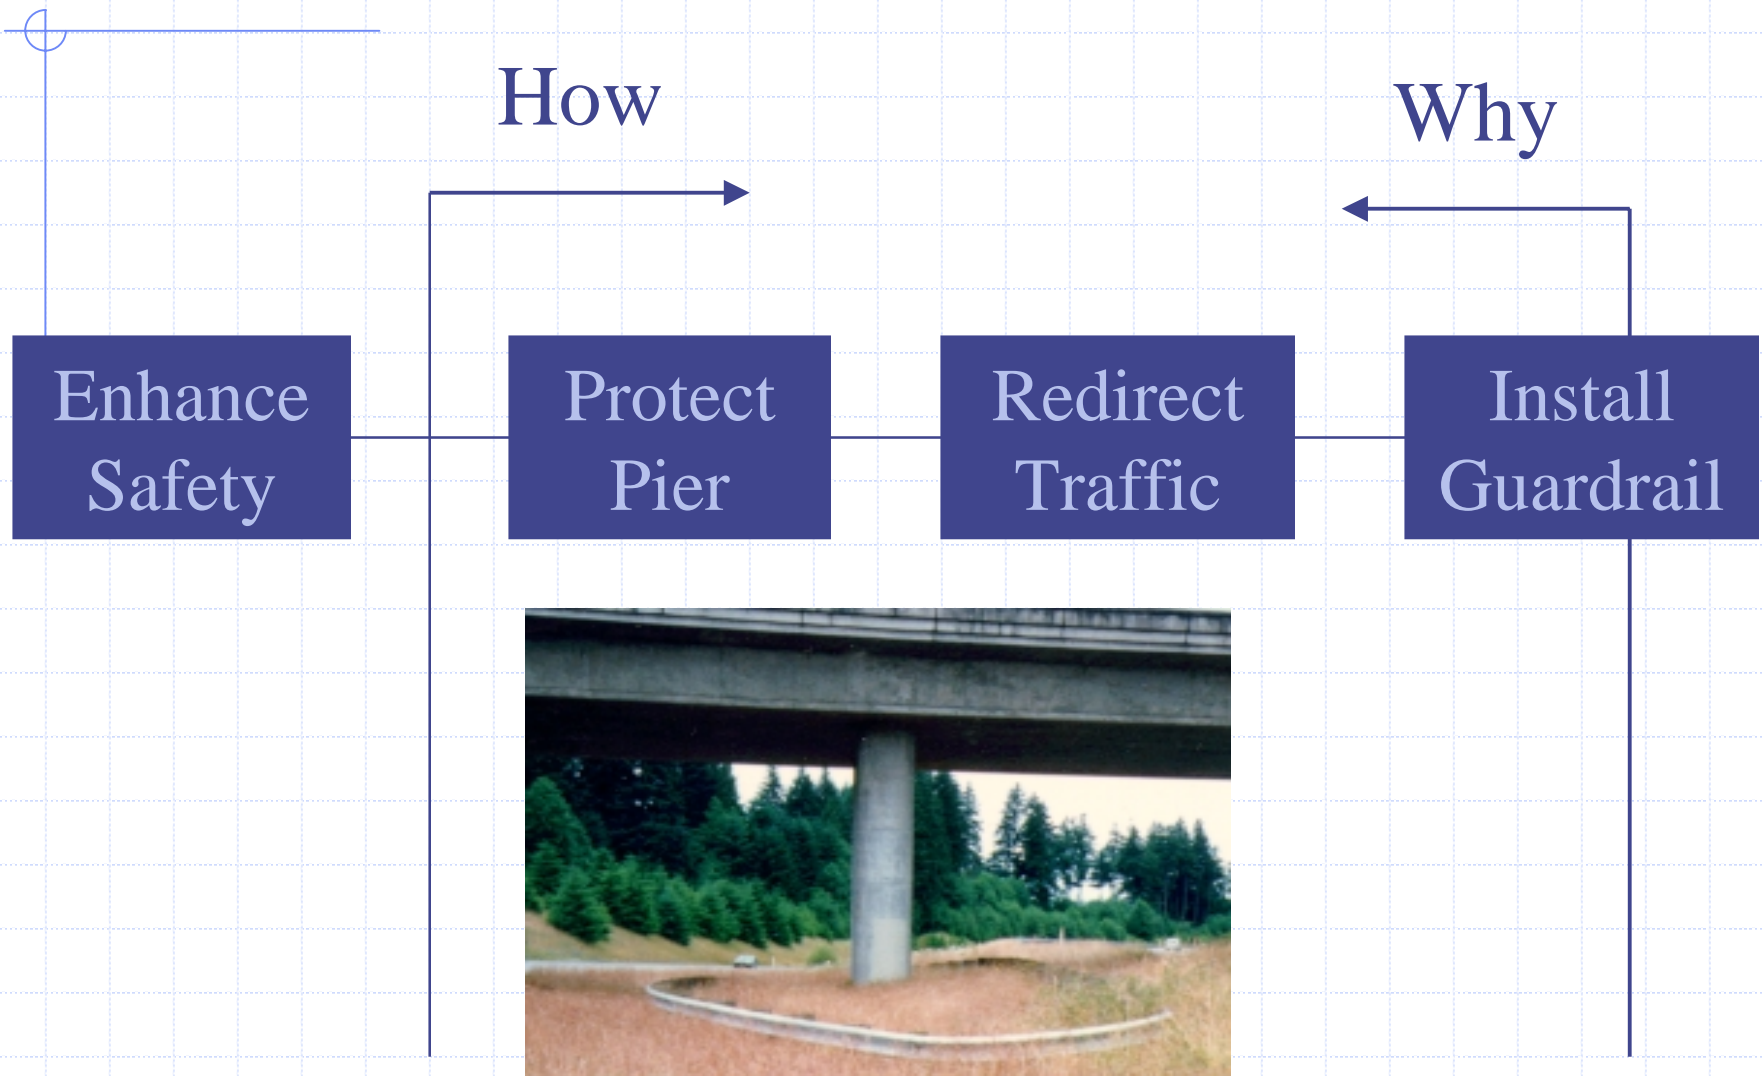 How
Why
Enhance
Safety
Protect
Pier
Redirect
Traffic
Install
Guardrail